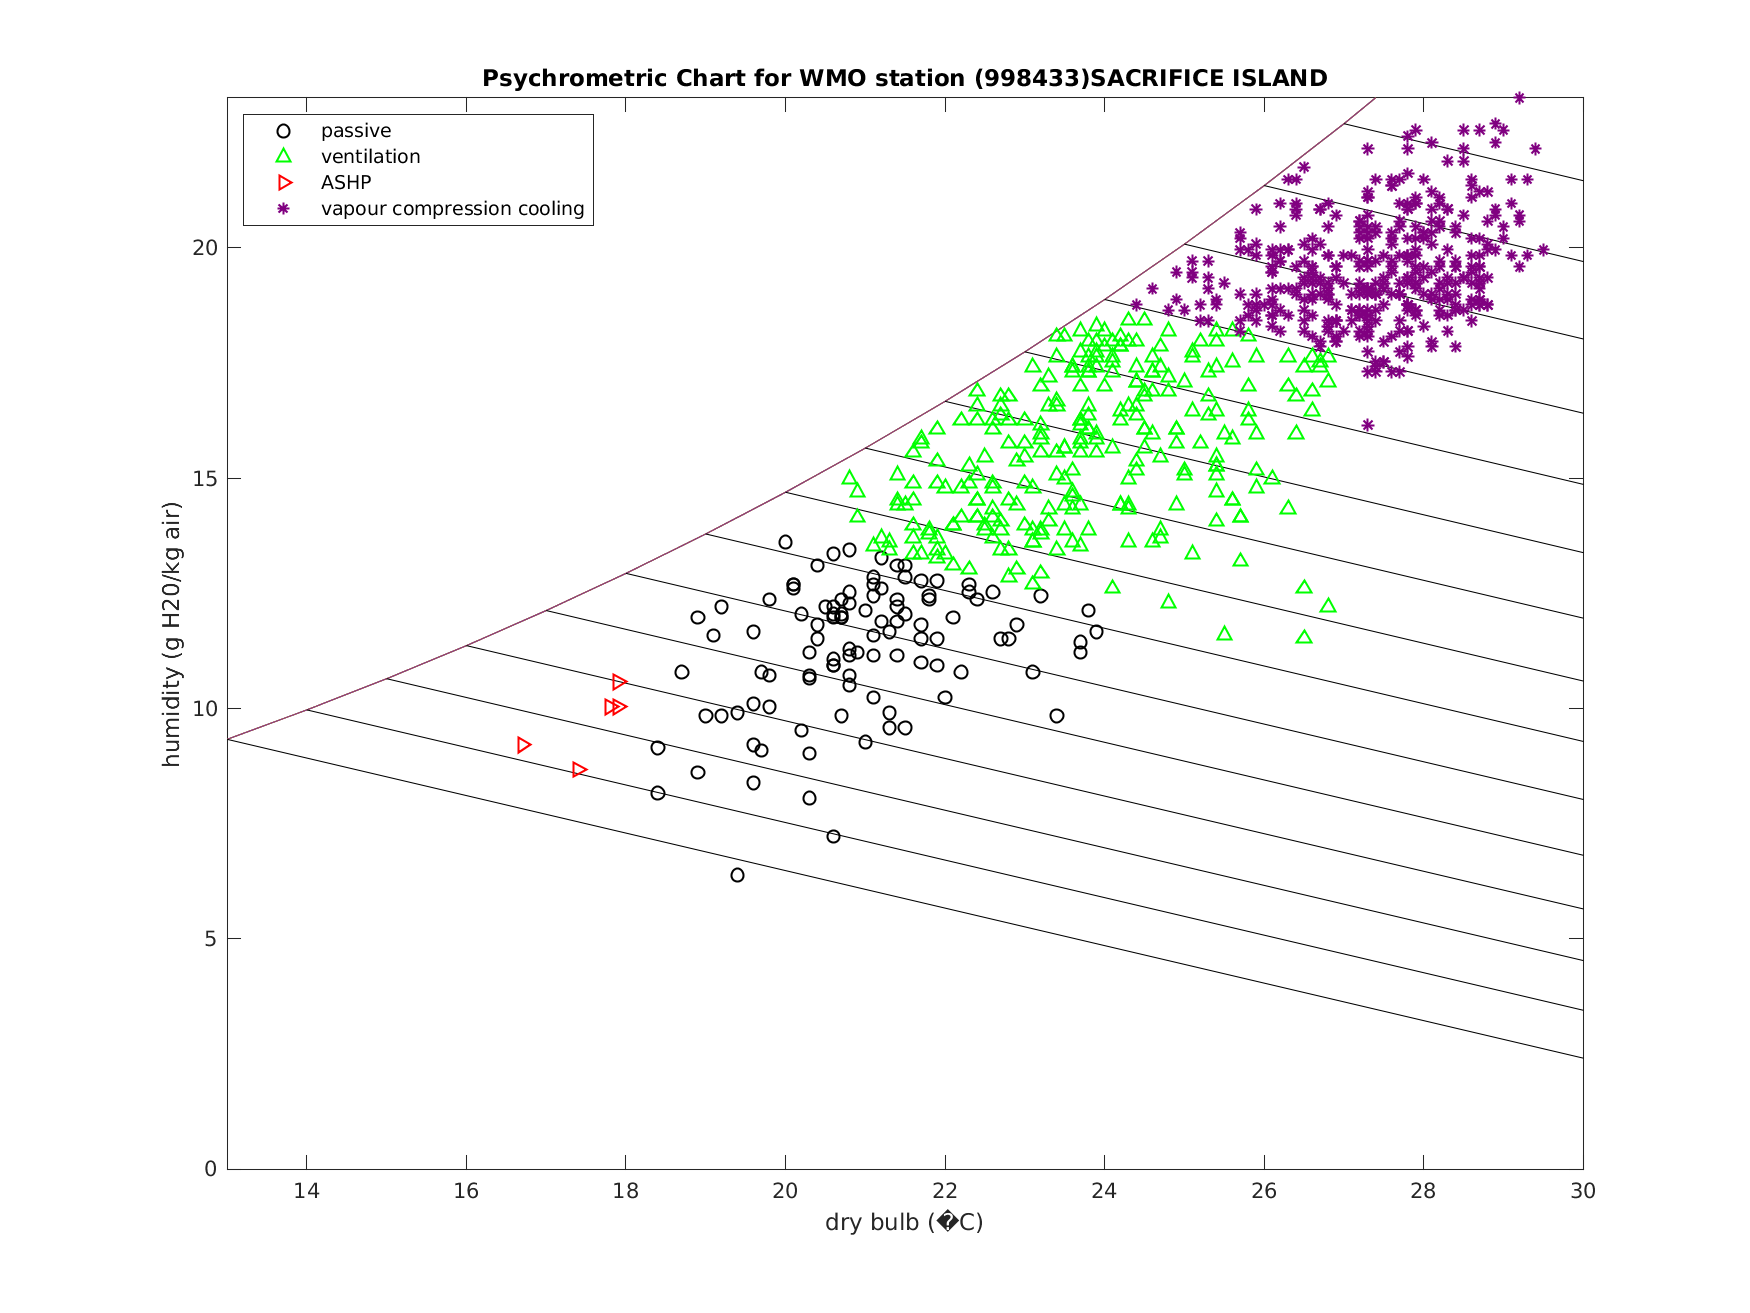 Psychrometric Chart for WMO station (998433)SACRIFICE ISLAND
passive
ventilation
ASHP
vapour compression cooling
humidity (g H20/kg air)
20
15
10
5
0
14 16 18 20 22 24 26 28 30
dry bulb (�C)